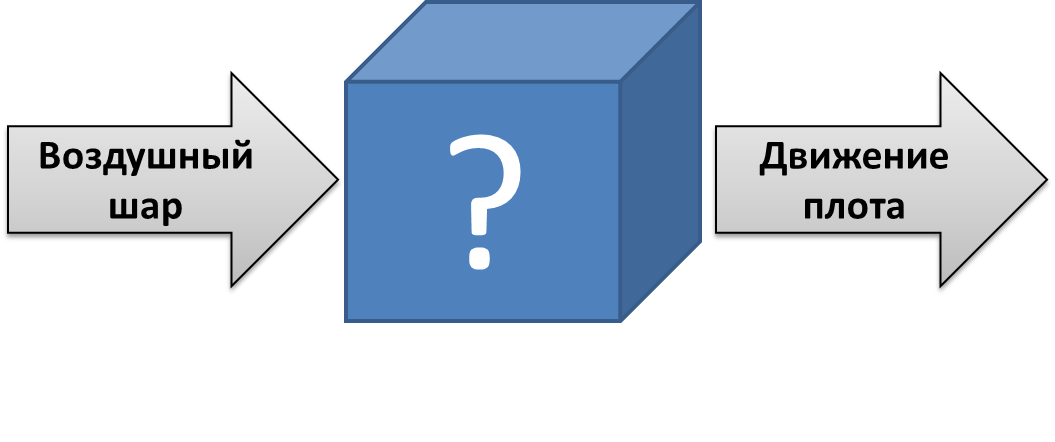 Воздушный
шар
?
Движение
плота